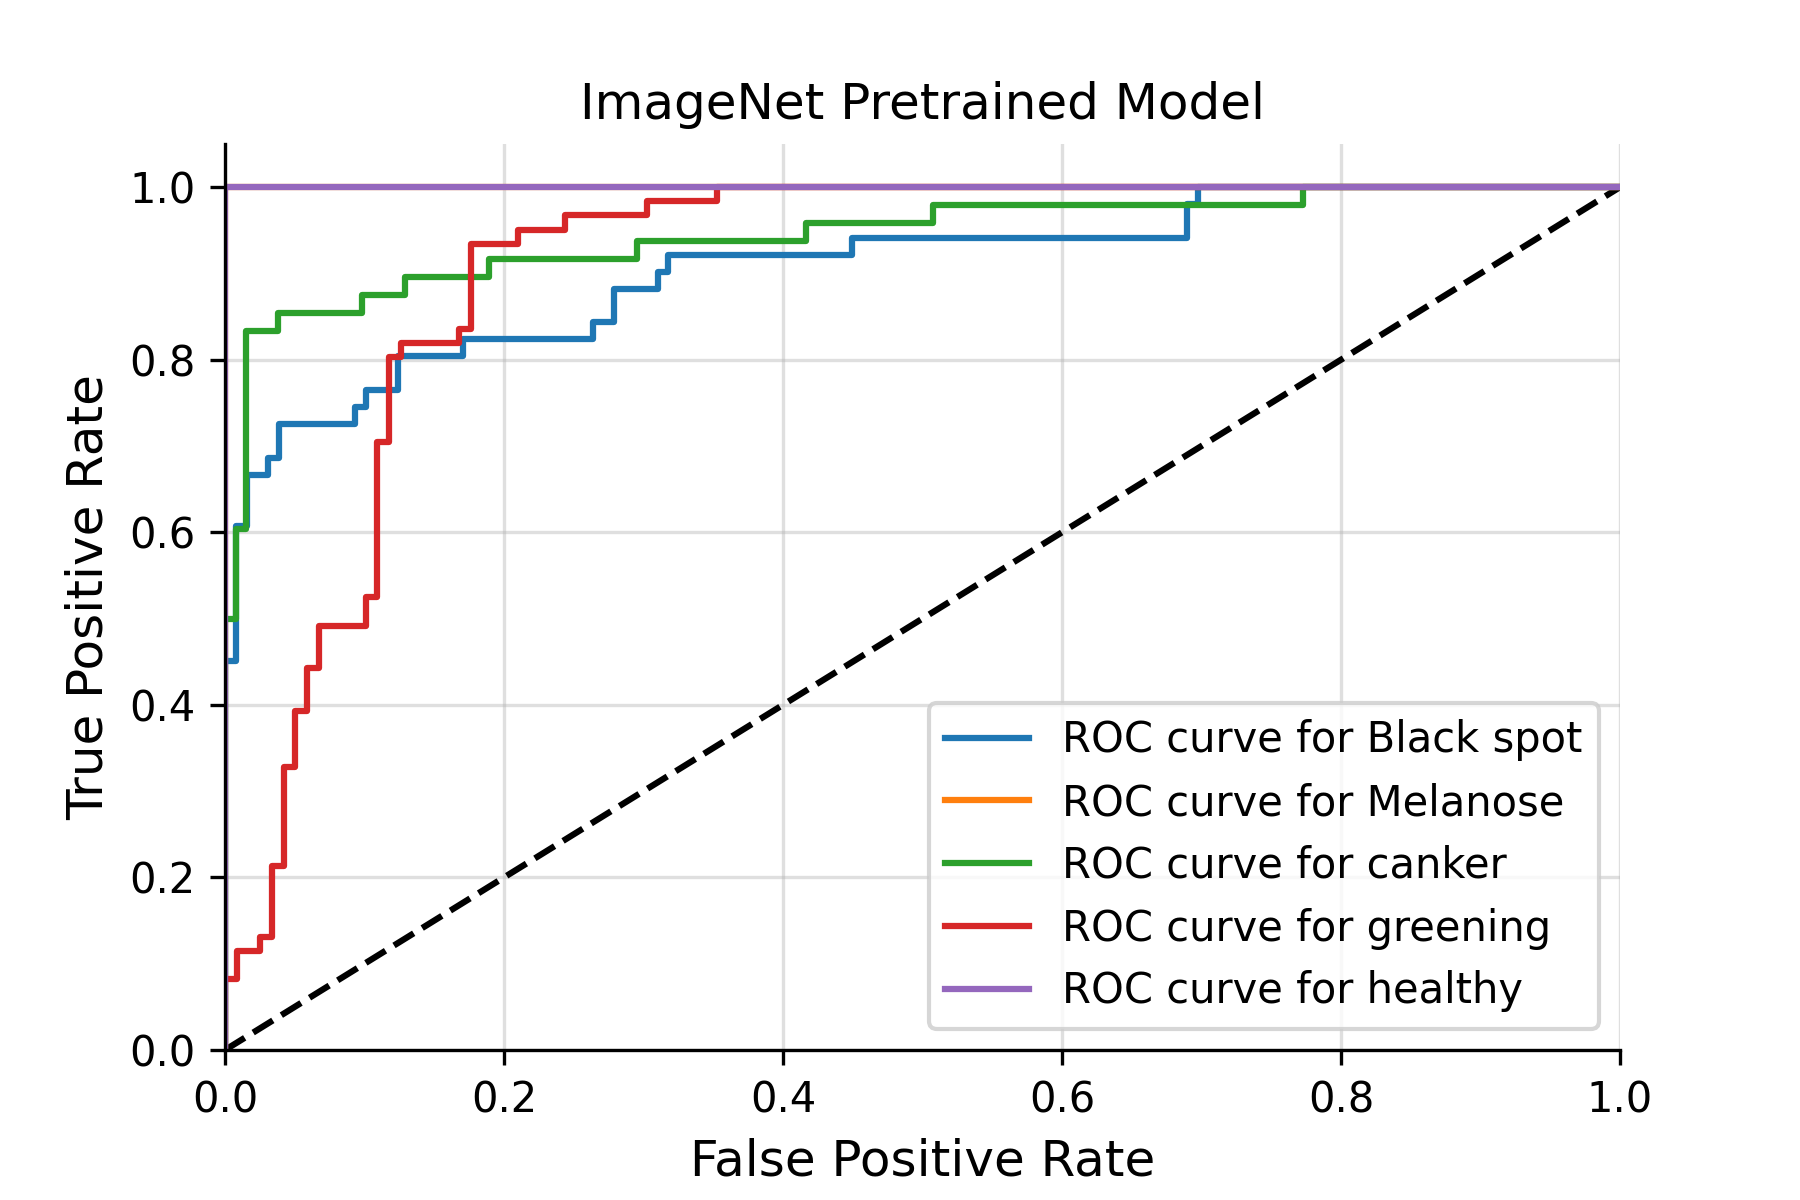 ImageNet Pretrained Model
True Positive Rate
1.0
0.8
0.6
0.4
0.2
0.0
ROC curve for Black spot
ROC curve for Melanose
ROC curve for canker
ROC curve for greening
ROC curve for healthy
0.0 0.2 0.4 0.6 0.8 1.0
False Positive Rate